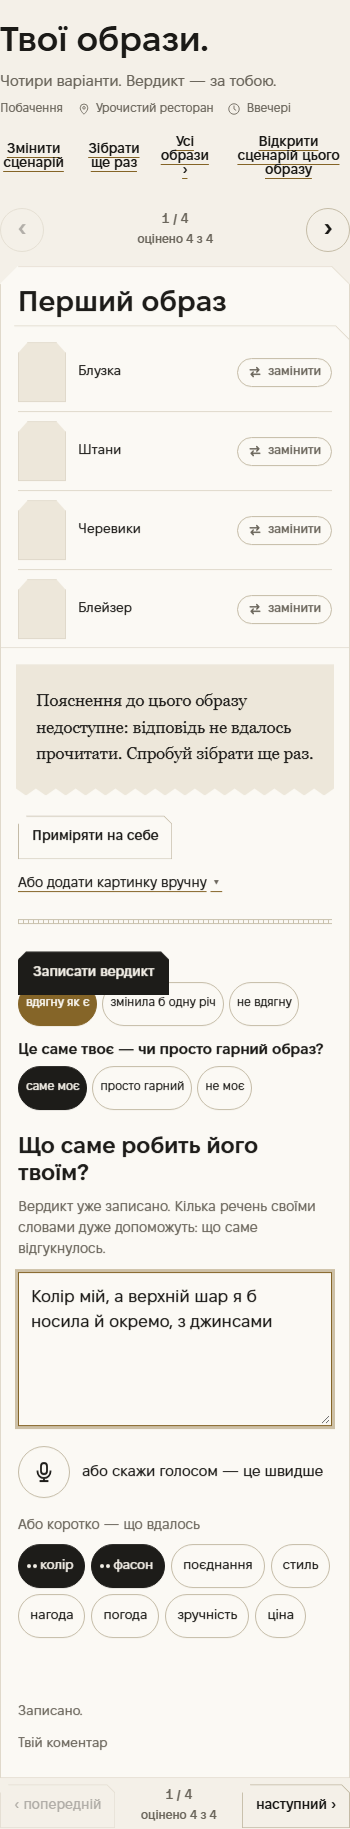 Твої образи.
Чотири варіанти. Вердикт — за тобою.
Побачення Урочистий ресторан Ввечері
Змінити
сценарій
Зібрати
ще раз
Усі
образи
›
Відкрити
сценарій цього
образу
‹
1 / 4
оцінено 4 з 4
›
Перший образ
Блузка
замінити
Штани
замінити
Черевики
замінити
Блейзер
замінити
Пояснення до цього образу
недоступне: відповідь не вдалось
прочитати. Спробуй зібрати ще раз.
Приміряти на себе
Або додати картинку вручну
Записати вердикт
вдягну як є змінила б одну річ не вдягну
Це саме твоє — чи просто гарний образ?
саме моє просто гарний не моє
Що саме робить його
твоїм?
Вердикт уже записано. Кілька речень своїми
словами дуже допоможуть: що саме
відгукнулось.
Колір мій, а верхній шар я б
носила й окремо, з джинсами
або скажи голосом — це швидше
Або коротко — що вдалось
•• колір •• фасон поєднання стиль
нагода погода зручність ціна
Записано.
Твій коментар
‹ попередній
1 / 4
оцінено 4 з 4
наступний ›